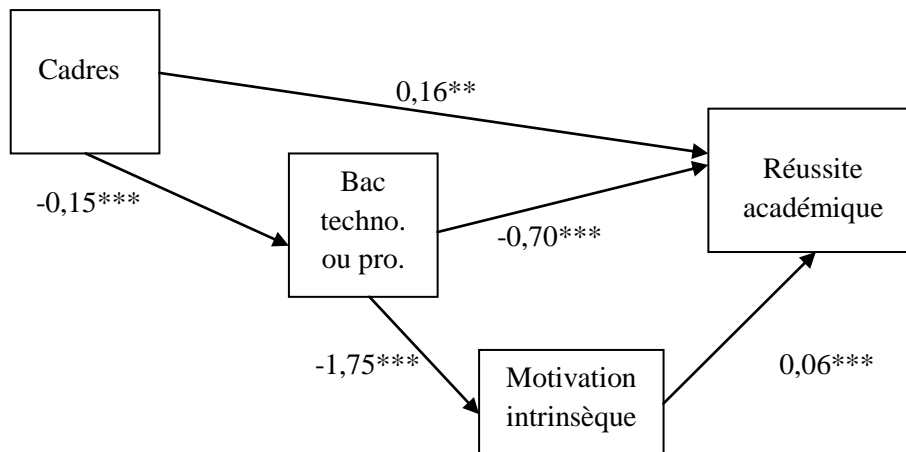 Cadres
0,16**
-0,15***
Bac
techno.
ou pro.
Réussite
académique
-0,70***
-1,75***
Motivation
intrinsèque
0,06***